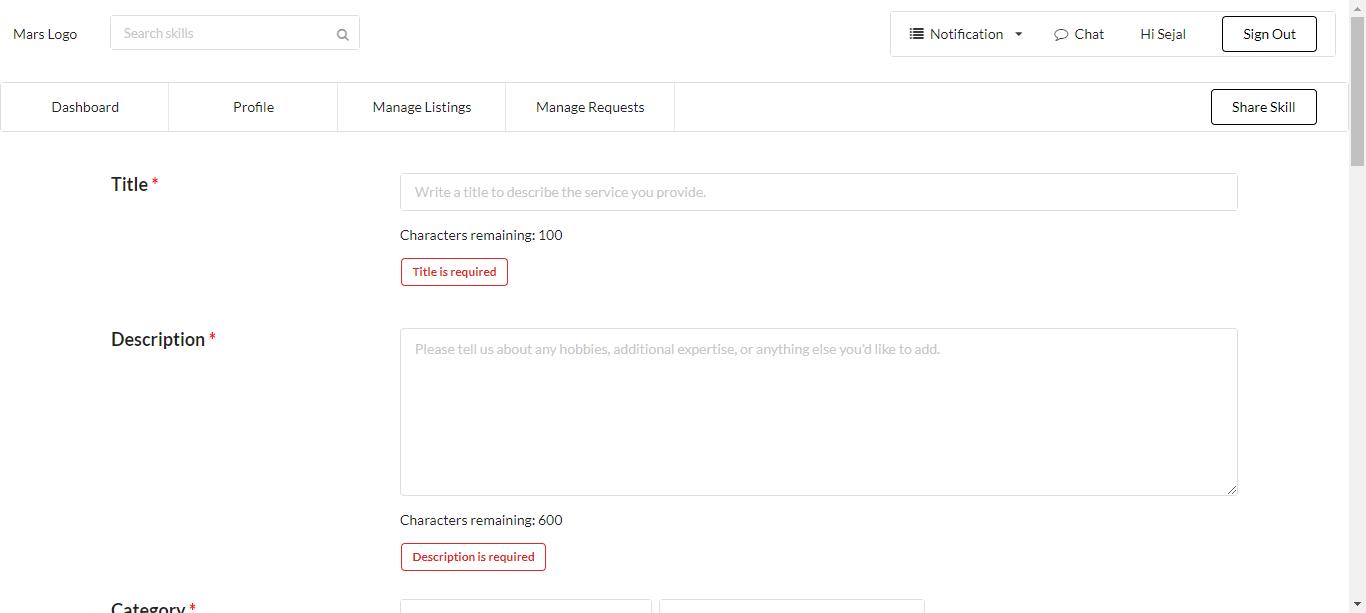 Mars Logo
Search skills
Notification
Chat
Hi Sejal
Sign Out
Dashboard
Profile
Manage Listings
Manage Requests
Share Skill
Title *
Write a title to describe the service you provide.
Characters remaining: 100
Title is required
Description *
Please tell us about any hobbies, additional expertise, or anything else you'd like to add.
Characters remaining: 600
Description is required
Category *